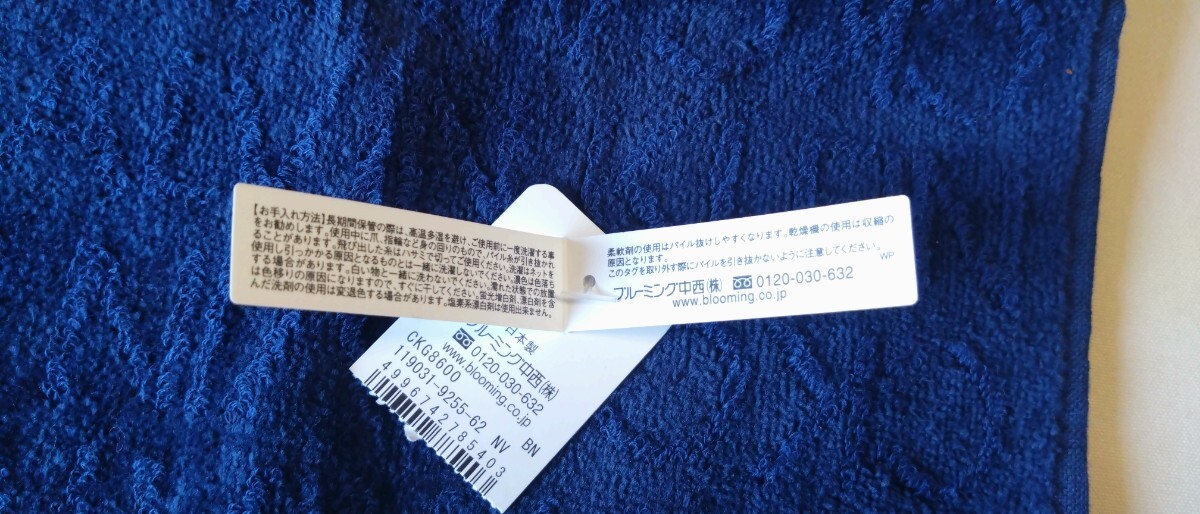 【お手入れ方法】長期間保管の際は、高温多湿を避け、ご使用前に一度洗濯する事
をお勧めします。使用中に爪、指輪など身の回りのもので、パイル糸が引き抜かれ
ることがあります。飛び出した糸はハサミで切ってご使用ください。洗濯はネットを
使用し引っかかる原因となるものとは一緒に洗濯しないでください。濃色は色落ち
する場合があります。白い物と一緒に洗わないでください。濡れた状態での放置
は色移りの原因になりますので、すぐに干してください。蛍光増白剤、漂白剤を含
んだ洗剤の使用は変退色する場合があります。塩素系漂白剤は使用出来ません。
柔軟剤の使用はパイル抜けしやすくなります。乾燥機の使用は収縮の
原因となります。
このタグを取り外す際にパイルを引き抜かないように注意してください。
WP
ブルーミング中西(株) 0120-030-632
www.blooming.co.jp
日本製
ブルーミング中西(株)
0120-030-632
www.blooming.co.jp
CKG8600
119031-9255-62 NV BN
4996742785403